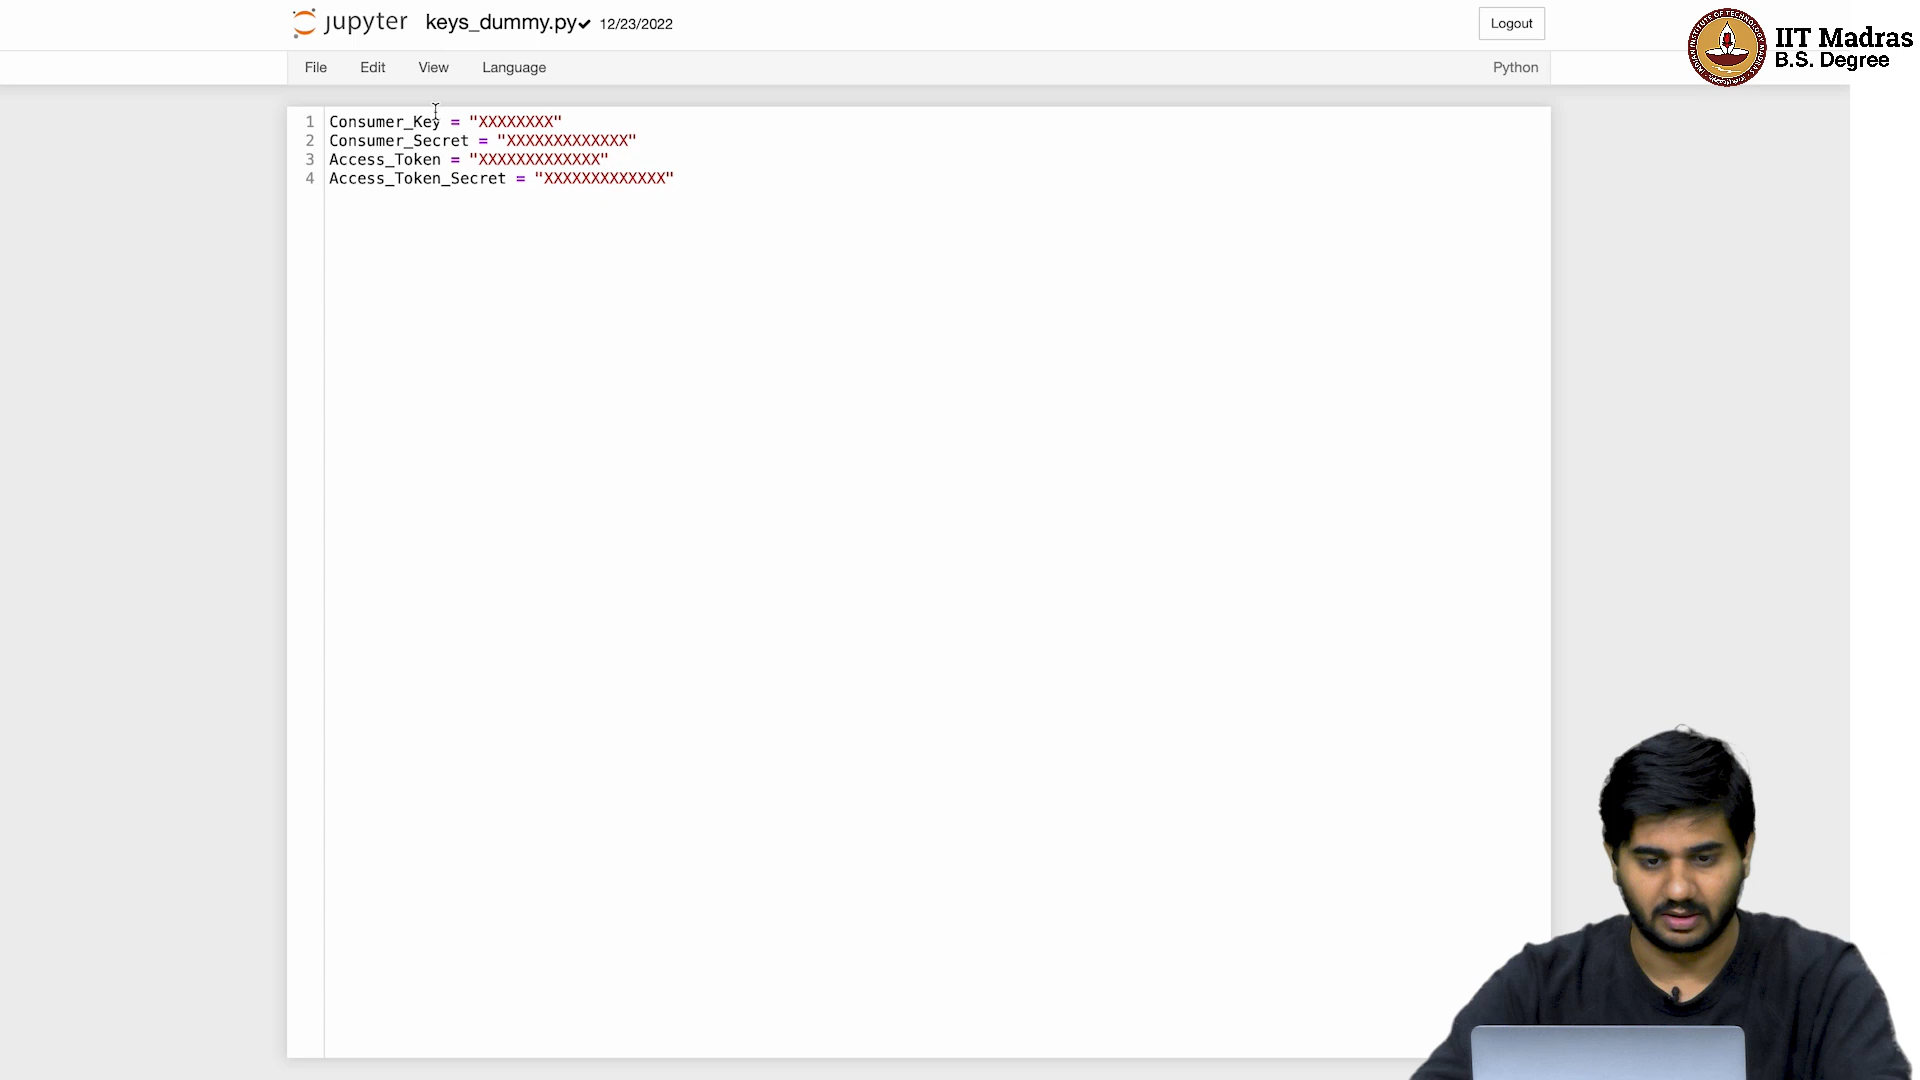 jupyter keys_dummy.py✔ 12/23/2022 Logout
IIT Madras
B.S. Degree
File Edit View Language Python
1 Consumer_Key = "XXXXXXXX"
2 Consumer_Secret = "XXXXXXXXXXXXX"
3 Access_Token = "XXXXXXXXXXXXX"
4 Access_Token_Secret = "XXXXXXXXXXXXX"